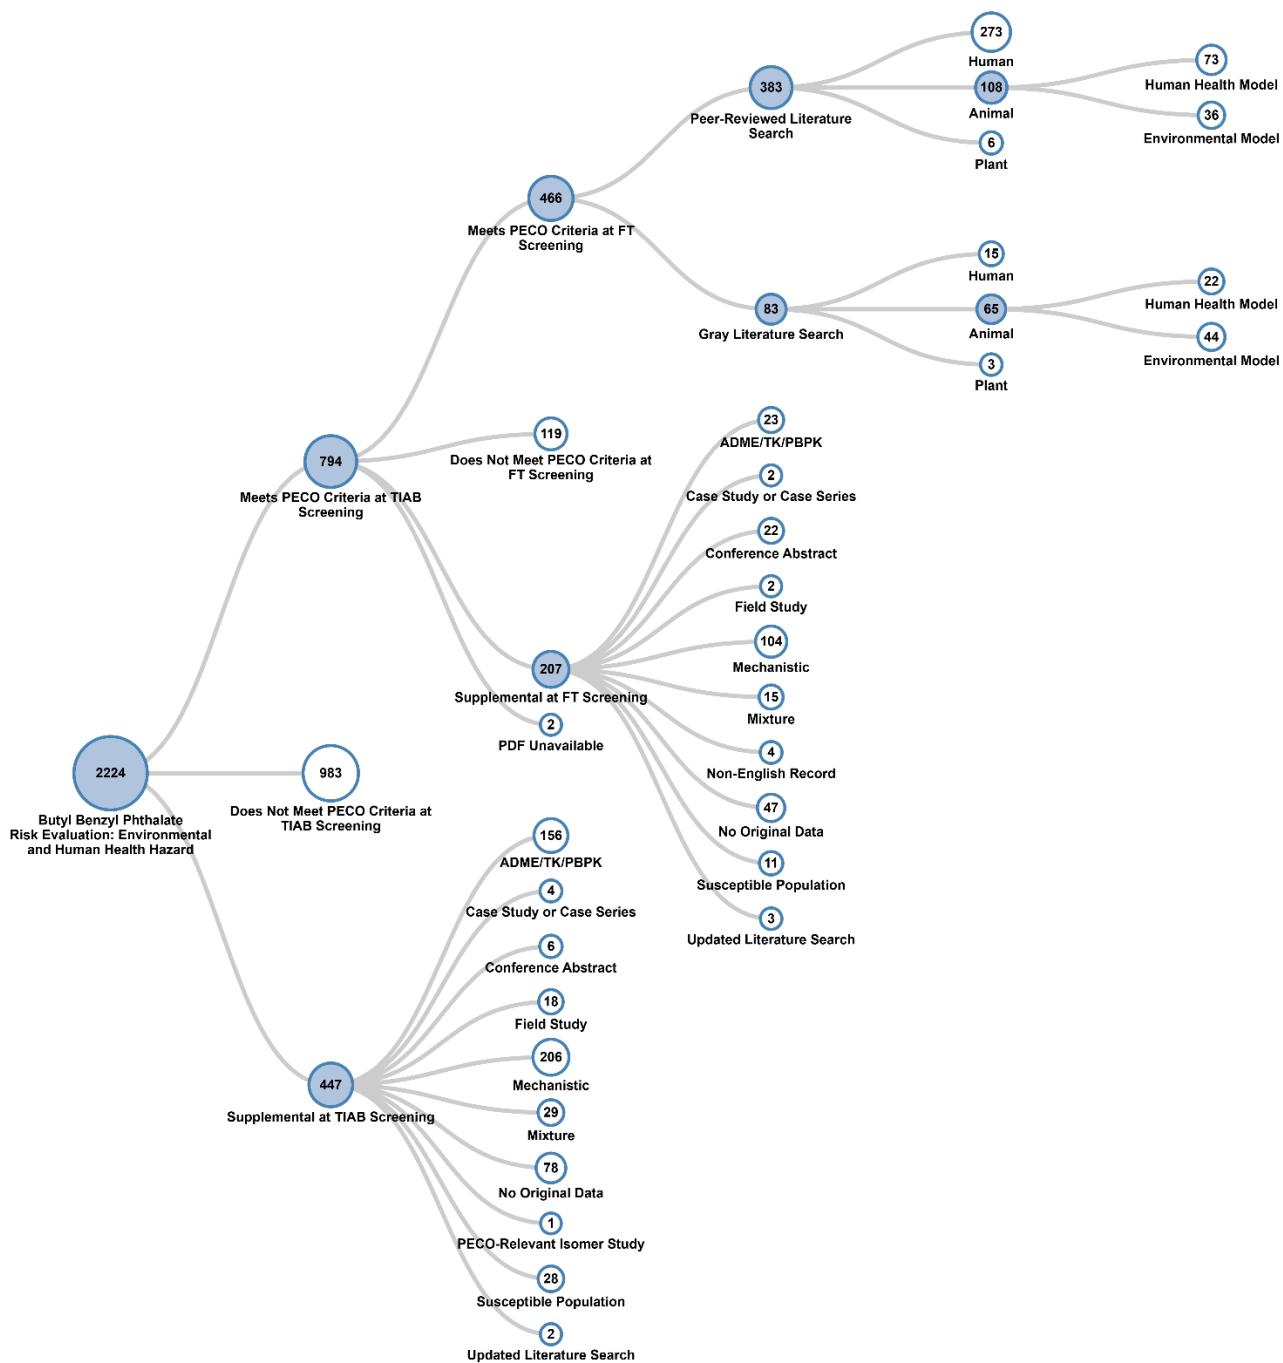 273
Human
73
Human Health Model
383
Peer-Reviewed Literature
Search
108
Animal
36
Environmental Model
6
Plant
466
Meets PECO Criteria at FT
Screening
15
Human
22
Human Health Model
83
Gray Literature Search
65
Animal
44
Environmental Model
3
Plant
794
Meets PECO Criteria at TIAB
Screening
119
Does Not Meet PECO Criteria at
FT Screening
23
ADME/TK/PBPK
2
Case Study or Case Series
22
Conference Abstract
2
Field Study
104
Mechanistic
207
Supplemental at FT Screening
15
Mixture
2
PDF Unavailable
4
Non-English Record
47
No Original Data
11
Susceptible Population
3
Updated Literature Search
2224
Butyl Benzyl Phthalate
Risk Evaluation: Environmental
and Human Health Hazard
983
Does Not Meet PECO Criteria at
TIAB Screening
156
ADME/TK/PBPK
4
Case Study or Case Series
6
Conference Abstract
18
Field Study
206
Mechanistic
447
Supplemental at TIAB Screening
29
Mixture
78
No Original Data
1
PECO-Relevant Isomer Study
28
Susceptible Population
2
Updated Literature Search